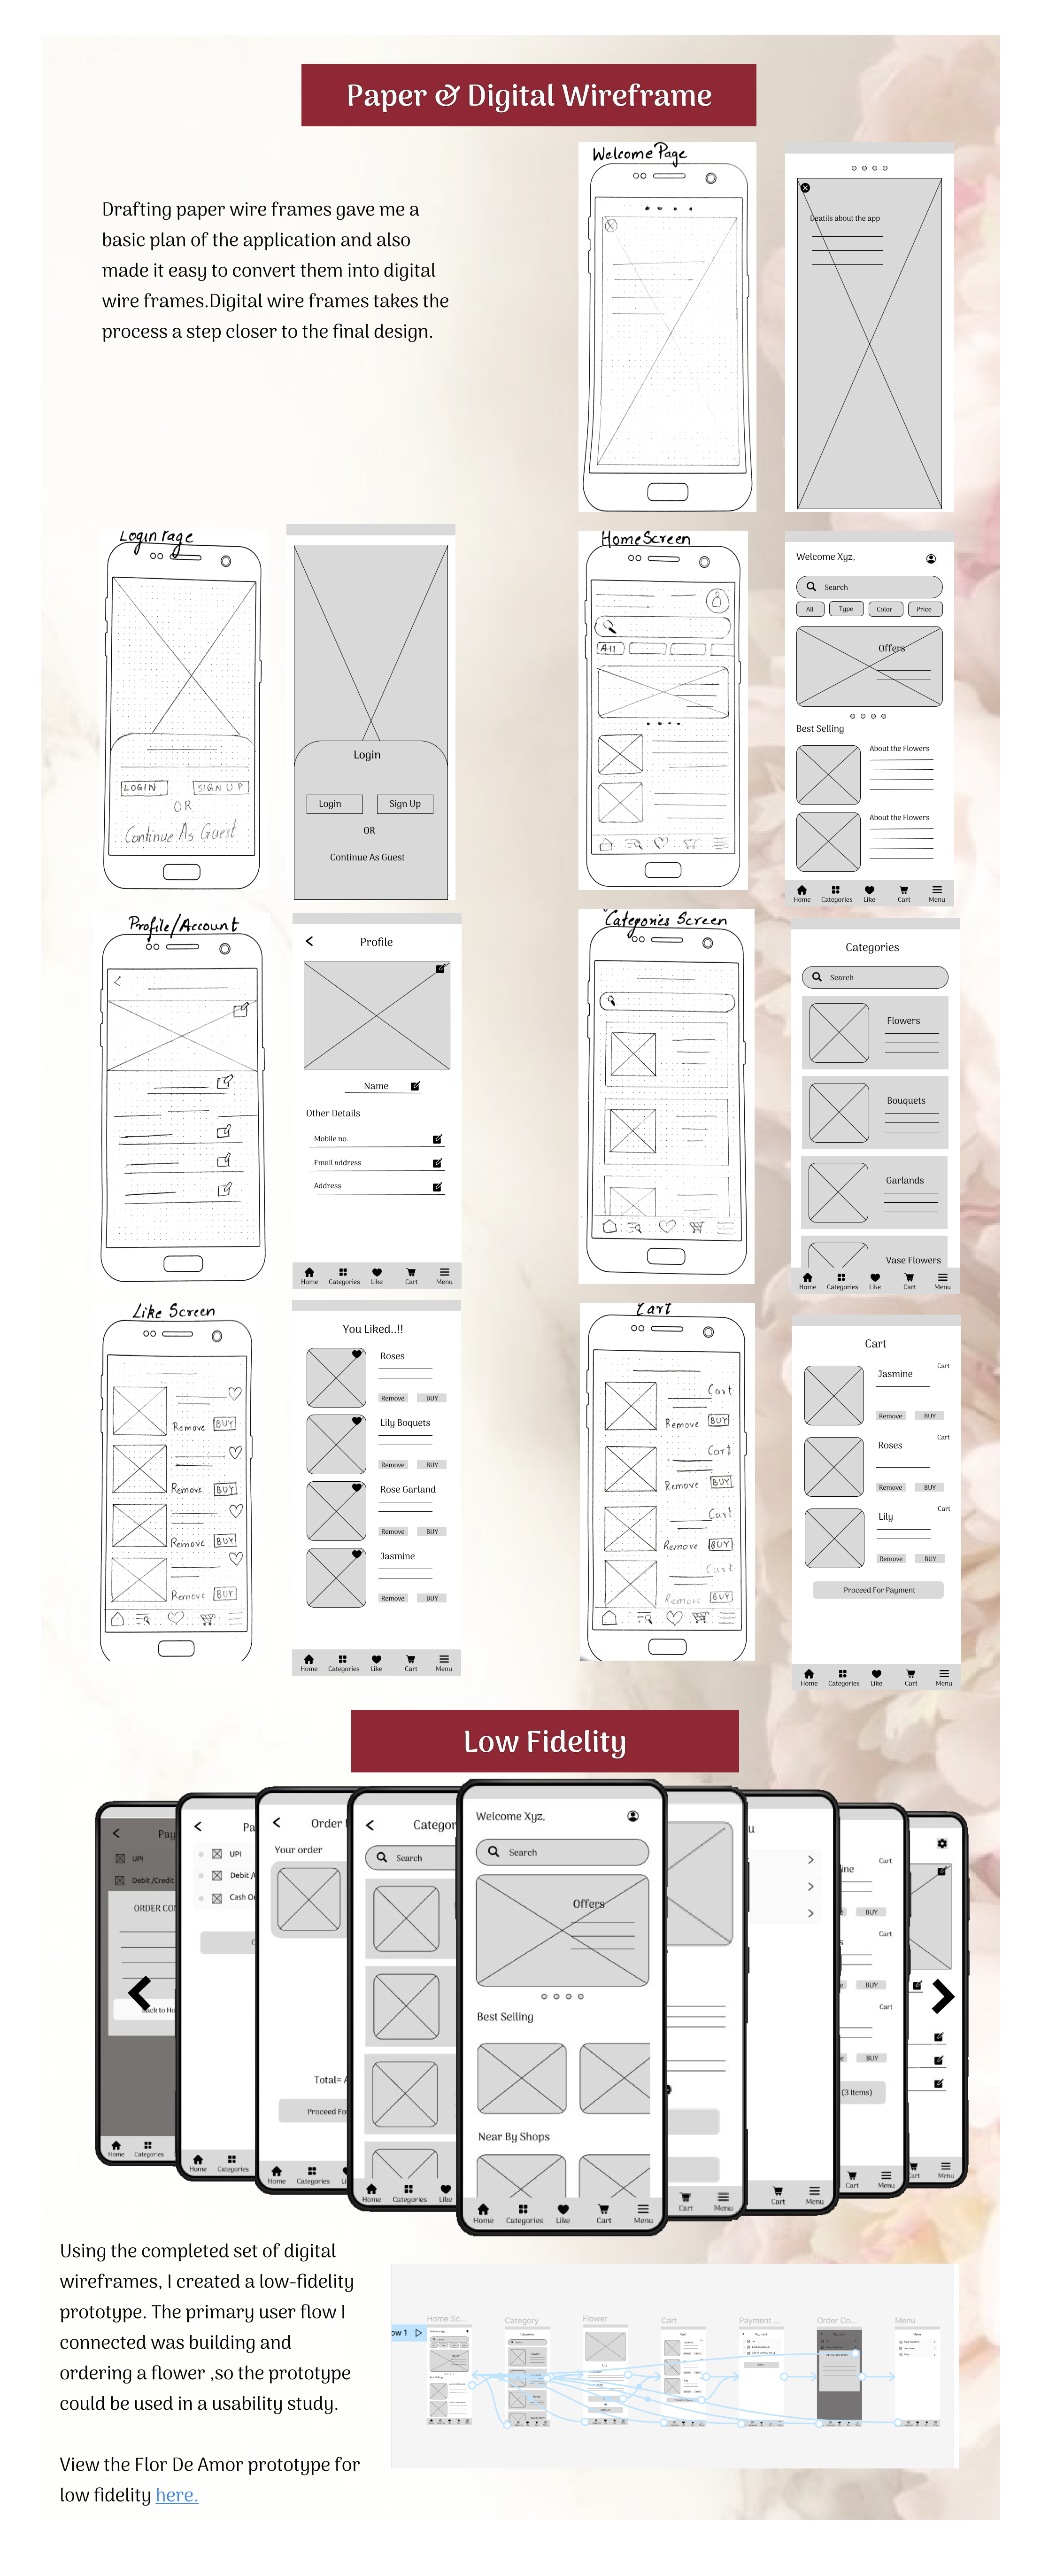 Paper & Digital Wireframe
Drafting paper wire frames gave me a
basic plan of the application and also
made it easy to convert them into digital
wire frames.Digital wire frames takes the
process a step closer to the final design.
Welcome Page
Deatils about the app
Login Page
LOGIN
SIGN UP
OR
Continue As Guest
Login
Login
Sign Up
OR
Continue As Guest
Home Screen
All
Welcome Xyz,
Search
All
Type
Color
Price
Offers
Best Selling
About the Flowers
About the Flowers
Home
Categories
Like
Cart
Menu
Profile/Account
Profile
Name
Other Details
Mobile no.
Email address
Address
Home
Categories
Like
Cart
Menu
Categories Screen
Categories
Search
Flowers
Bouquets
Garlands
Vase Flowers
Home
Categories
Like
Cart
Menu
Like Screen
Remove
BUY
Remove
BUY
Remove
BUY
Remove
BUY
You Liked..!!
Roses
Remove
BUY
Lily Boquets
Remove
BUY
Rose Garland
Remove
BUY
Jasmine
Remove
BUY
Home
Categories
Like
Cart
Menu
Cart
Cart
Remove
BUY
Cart
Remove
BUY
Cart
Remove
BUY
Cart
Remove
BUY
Cart
Cart
Jasmine
Remove
BUY
Cart
Roses
Remove
BUY
Cart
Lily
Remove
BUY
Proceed For Payment
Home
Categories
Like
Cart
Menu
Low Fidelity
Pay
UPI
Debit /Credit
ORDER CO
Back to Ho
Home
Categories
Pa
UPI
Debit /
Cash O
Home
Categories
Order
Your order
Total=
Proceed Fo
Home
Categories
Categor
Search
Home
Categories
Like
Welcome Xyz,
Search
Offers
Best Selling
Near By Shops
Home
Categories
Like
Cart
Menu
Cart
Menu
u
Cart
Menu
Cart
ine
BUY
Cart
s
BUY
Cart
BUY
(3 Items)
Cart
Menu
art
Menu
Using the completed set of digital
wireframes, I created a low-fidelity
prototype. The primary user flow I
connected was building and
ordering a flower ,so the prototype
could be used in a usability study.
View the Flor De Amor prototype for
low fidelity here.
ow 1
Home Sc...
Category
Flower
Cart
Payment ...
Order Co...
Menu